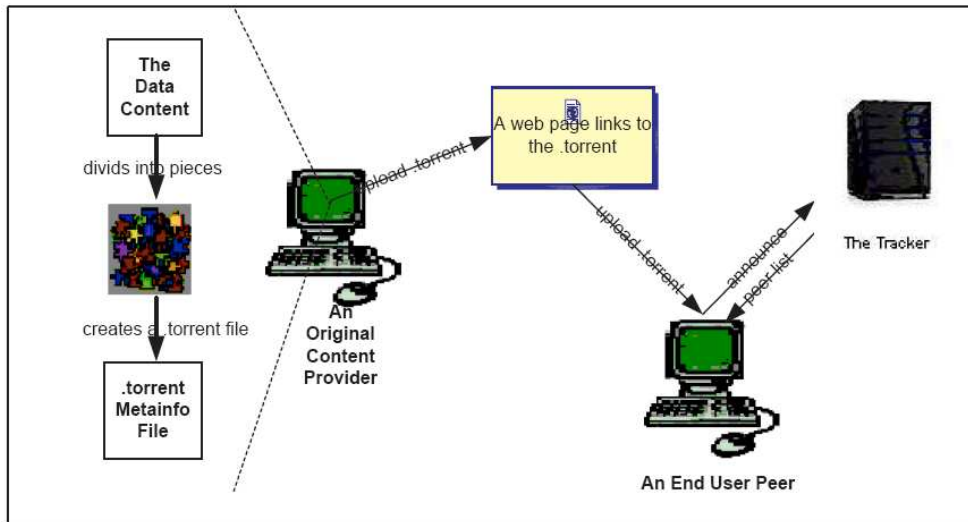 The
Data
Content
divids into pieces
creates a .torrent file
.torrent
Metainfo
File
An
Original
Content
Provider
pload .torrent
A web page links to
the .torrent
upload .torrent
announce
peer list
The Tracker
An End User Peer